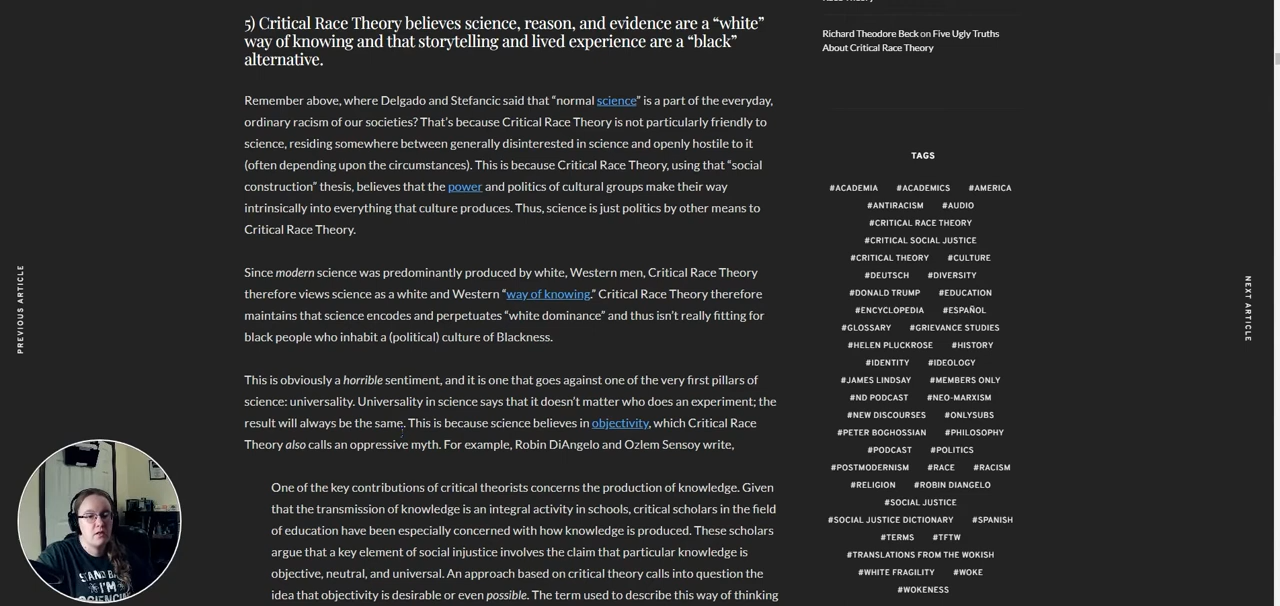 5) Critical Race Theory believes science, reason, and evidence are a “white”
way of knowing and that storytelling and lived experience are a “black”
alternative.
Remember above, where Delgado and Stefancic said that “normal science” is a part of the everyday,
ordinary racism of our societies? That’s because Critical Race Theory is not particularly friendly to
science, residing somewhere between generally disinterested in science and openly hostile to it
(often depending upon the circumstances). This is because Critical Race Theory, using that “social
construction” thesis, believes that the power and politics of cultural groups make their way
intrinsically into everything that culture produces. Thus, science is just politics by other means to
Critical Race Theory.
Since modern science was predominantly produced by white, Western men, Critical Race Theory
therefore views science as a white and Western “way of knowing.” Critical Race Theory therefore
maintains that science encodes and perpetuates “white dominance” and thus isn’t really fitting for
black people who inhabit a (political) culture of Blackness.
This is obviously a horrible sentiment, and it is one that goes against one of the very first pillars of
science: universality. Universality in science says that it doesn’t matter who does an experiment; the
result will always be the same. This is because science believes in objectivity, which Critical Race
Theory also calls an oppressive myth. For example, Robin DiAngelo and Ozlem Sensoy write,
One of the key contributions of critical theorists concerns the production of knowledge. Given
that the transmission of knowledge is an integral activity in schools, critical scholars in the field
of education have been especially concerned with how knowledge is produced. These scholars
argue that a key element of social injustice involves the claim that particular knowledge is
objective, neutral, and universal. An approach based on critical theory calls into question the
idea that objectivity is desirable or even possible. The term used to describe this way of thinking
Richard Theodore Beck on Five Ugly Truths
About Critical Race Theory
TAGS
#ACADEMIA #ACADEMICS #AMERICA
#ANTIRACISM #AUDIO
#CRITICAL RACE THEORY
#CRITICAL SOCIAL JUSTICE
#CRITICAL THEORY #CULTURE
#DEUTSCH #DIVERSITY
#DONALD TRUMP #EDUCATION
#ENCYCLOPEDIA #ESPAÑOL
#GLOSSARY #GRIEVANCE STUDIES
#HELEN PLUCKROSE #HISTORY
#IDENTITY #IDEOLOGY
#JAMES LINDSAY #MEMBERS ONLY
#ND PODCAST #NEO-MARXISM
#NEW DISCOURSES #ONLYSUBS
#PETER BOGHOSSIAN #PHILOSOPHY
#PODCAST #POLITICS
#POSTMODERNISM #RACE #RACISM
#RELIGION #ROBIN DIANGELO
#SOCIAL JUSTICE
#SOCIAL JUSTICE DICTIONARY #SPANISH
#TERMS #TFTW
#TRANSLATIONS FROM THE WOKISH
#WHITE FRAGILITY #WOKE
#WOKENESS
PREVIOUS ARTICLE
NEXT ARTICLE
STAND BACK
I'M